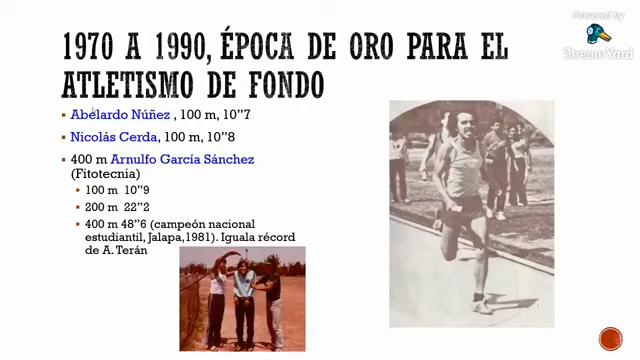 Powered by
StreamYard
1970 A 1990, ÉPOCA DE ORO PARA EL
ATLETISMO DE FONDO
Abelardo Núñez , 100 m, 10”7
Nicolás Cerda, 100 m, 10”8
400 m Arnulfo García Sánchez
(Fitotecnia)
100 m 10”9
200 m 22”2
400 m 48”6 (campeón nacional
estudiantil, Jalapa,1981). Iguala récord
de A. Terán